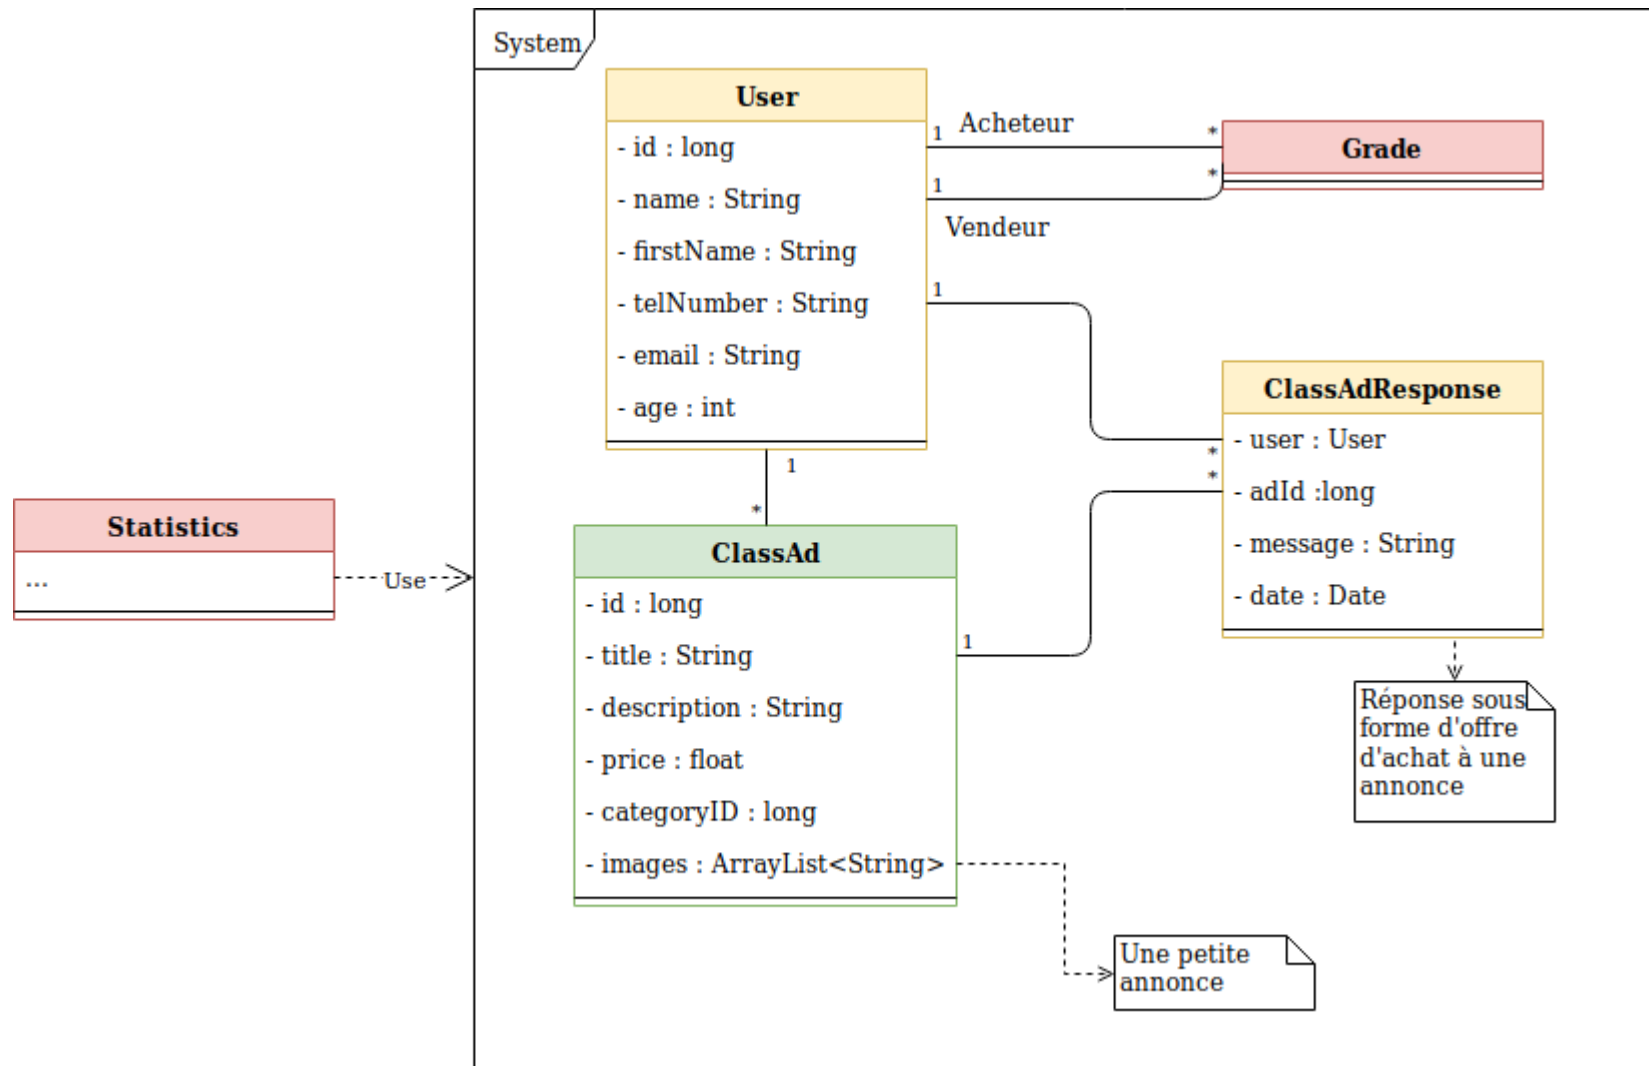 System
User
- id : long
- name : String
- firstName : String
- telNumber : String
- email : String
- age : int
1
Acheteur
*
1
*
Vendeur
Grade
1
ClassAdResponse
- user : User
*
*
- adId :long
- message : String
- date : Date
1
*
Statistics
...
Use
ClassAd
- id : long
- title : String
- description : String
- price : float
- categoryID : long
- images : ArrayList<String>
1
Réponse sous
forme d'offre
d'achat à une
annonce
Une petite
annonce